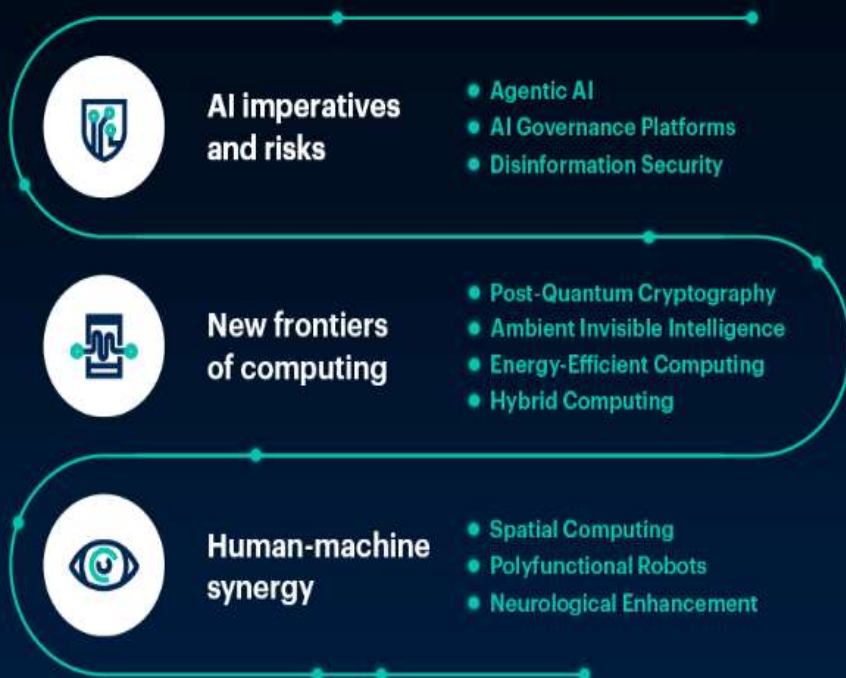 AI imperatives
and risks
Agentic AI
AI Governance Platforms
Disinformation Security
New frontiers
of computing
Post-Quantum Cryptography
Ambient Invisible Intelligence
Energy-Efficient Computing
Hybrid Computing
Human-machine
synergy
Spatial Computing
Polyfunctional Robots
Neurological Enhancement